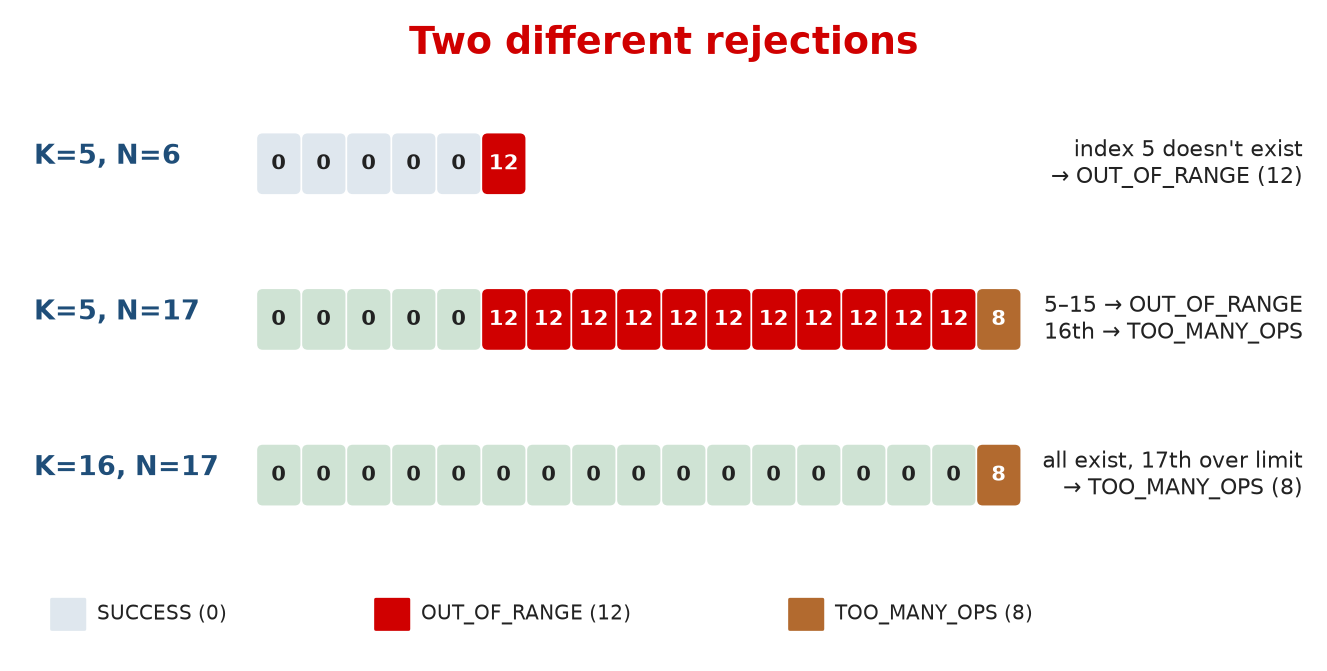 Two different rejections
K=5, N=6
0 0 0 0 0 12
index 5 doesn't exist
→ OUT_OF_RANGE (12)
K=5, N=17
0 0 0 0 0 12 12 12 12 12 12 12 12 12 12 12 8
5–15 → OUT_OF_RANGE
16th → TOO_MANY_OPS
K=16, N=17
0 0 0 0 0 0 0 0 0 0 0 0 0 0 0 0 8
all exist, 17th over limit
→ TOO_MANY_OPS (8)
SUCCESS (0)
OUT_OF_RANGE (12)
TOO_MANY_OPS (8)